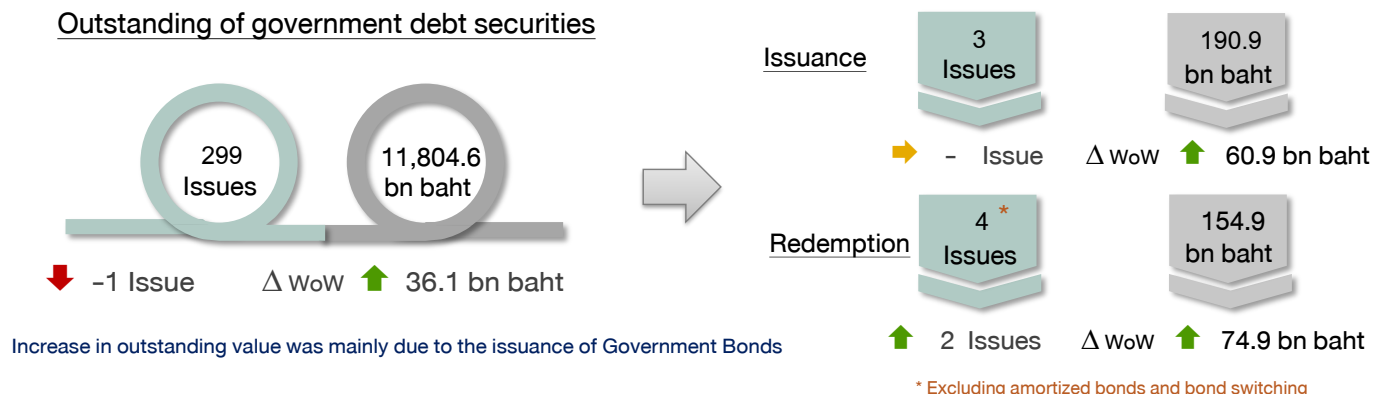 Outstanding of government debt securities
299
Issues
11,804.6
bn baht
-1 Issue
Δ WoW
36.1 bn baht
Increase in outstanding value was mainly due to the issuance of Government Bonds
Issuance
3
Issues
190.9
bn baht
- Issue
Δ WoW
60.9 bn baht
Redemption
4 *
Issues
154.9
bn baht
2 Issues
Δ WoW
74.9 bn baht
* Excluding amortized bonds and bond switching